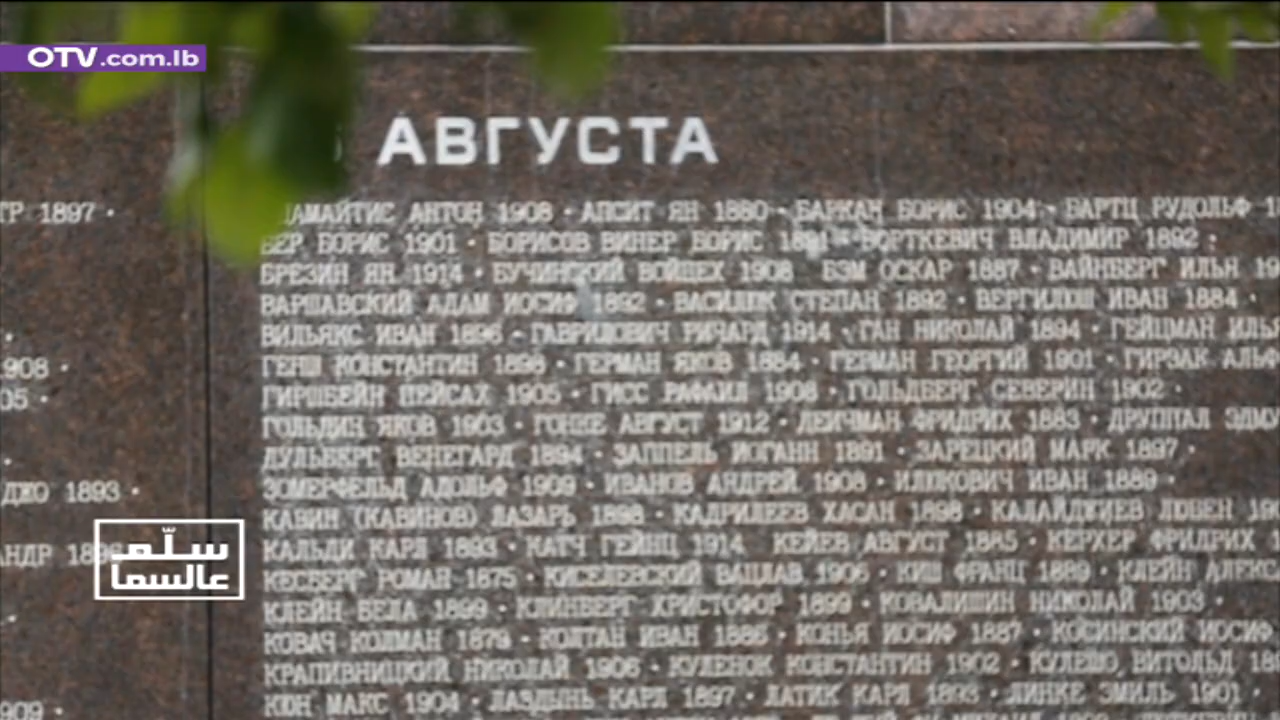 OTV.com.lb
АВГУСТА
ТР 1897 ·
АНТОН 1908 · АПСИТ ЯН 1880 · БАРКАН БОРИС 1904 · БАРТЦ РУДОЛЬФ
БЕР БОРИС 1901 · БОРИСОВ ВИНЕР БОРИС · БОРТКЕВИЧ ВЛАДИМИР 1892 ·
БРЕЗИН ЯН 1914 · БУЧИНСКИЙ ВОЙЦЕХ 1908 БЭМ ОСКАР 1887 · ВАЙНБЕРГ ИЛЬЯ
ВАРШАВСКИЙ АДАМ ИОСИФ 1892 · ВАСИЛЮК СТЕПАН 1892 · ВЕРГИЛЮШ ИВАН 1884 ·
ВИЛЬЯКС ИВАН 1896 · ГАВРИЛОВИЧ РИЧАРД 1914 · ГАН НИКОЛАЙ 1894 · ГЕЙЦМАН
908 ·
ГЕНШ КОНСТАНТИН 1898 · ГЕРМАН ЯКОВ 1884 · ГЕРМАН ГЕОРГИЙ 1901 · ГИРЗАК
05 ·
ГИРШБЕЙН ПЕЙСАХ 1905 · ГИСС РАФАИЛ 1908 · ГОЛЬДБЕРГ СЕВЕРИН 1902 ·
ГОЛЬДИН ЯКОВ 1903 · АВГУСТ 1912 · ДЕЙЧМАН ФРИДРИХ 1883 · ДРУППАЛ
ДУЛЬБЕРГ ВЕНЕГАРД 1894 · ЗАППЕЛЬ ИОГАНН 1891 · ЗАРЕЦКИЙ МАРК 1897 ·
ДЖО 1893 ·
ЗОМЕРФЕЛЬД АДОЛЬФ 1909 · ИВАНОВ АНДРЕЙ 1908 · ИЛЮКОВИЧ ИВАН 1889 ·
КАВИН (КАВИНОВ) ЛАЗАРЬ 1898 · КАДРИЛЕЕВ ХАСАН 1898 · КАЛАЙДЖИЕВ ЛЮБЕН
АНДР
КАЛЬДИ КАРЛ 1893 · КАТЧ ГЕЙНЦ 1914 КЕЙЕВ АВГУСТ 1885 · КЕРХЕР ФРИДРИХ
КЕСБЕРГ РОМАН 1875 · КИСЕЛЕВСКИЙ ВАЦЛАВ 1906 · КИШ ФРАНЦ 1889 · КЛЕЙН
КЛЕЙН БЕЛА 1899 · КЛИНБЕРГ ХРИСТОФОР 1899 · КОВАЛИШИН НИКОЛАЙ 1903 ·
КОВАЧ КОЛМАН 1879 · КОЛТАН ИВАН 1886 · КОНЬЯ ИОСИФ 1887 · КОСИНСКИЙ ИОСИФ
КРАПИВНИЦКИЙ НИКОЛАЙ 1906 · КУЛЕНОК КОНСТАНТИН 1902 · КУЛЕШО ВИТОЛЬД
909 ·
КЮН МАКС 1904 · ЛАЗДЫНЬ КАРЛ 1897 · ЛАТИК КАРЛ 1893 · ЛИНКЕ ЭМИЛЬ 1901 ·
سلّم
عالسما